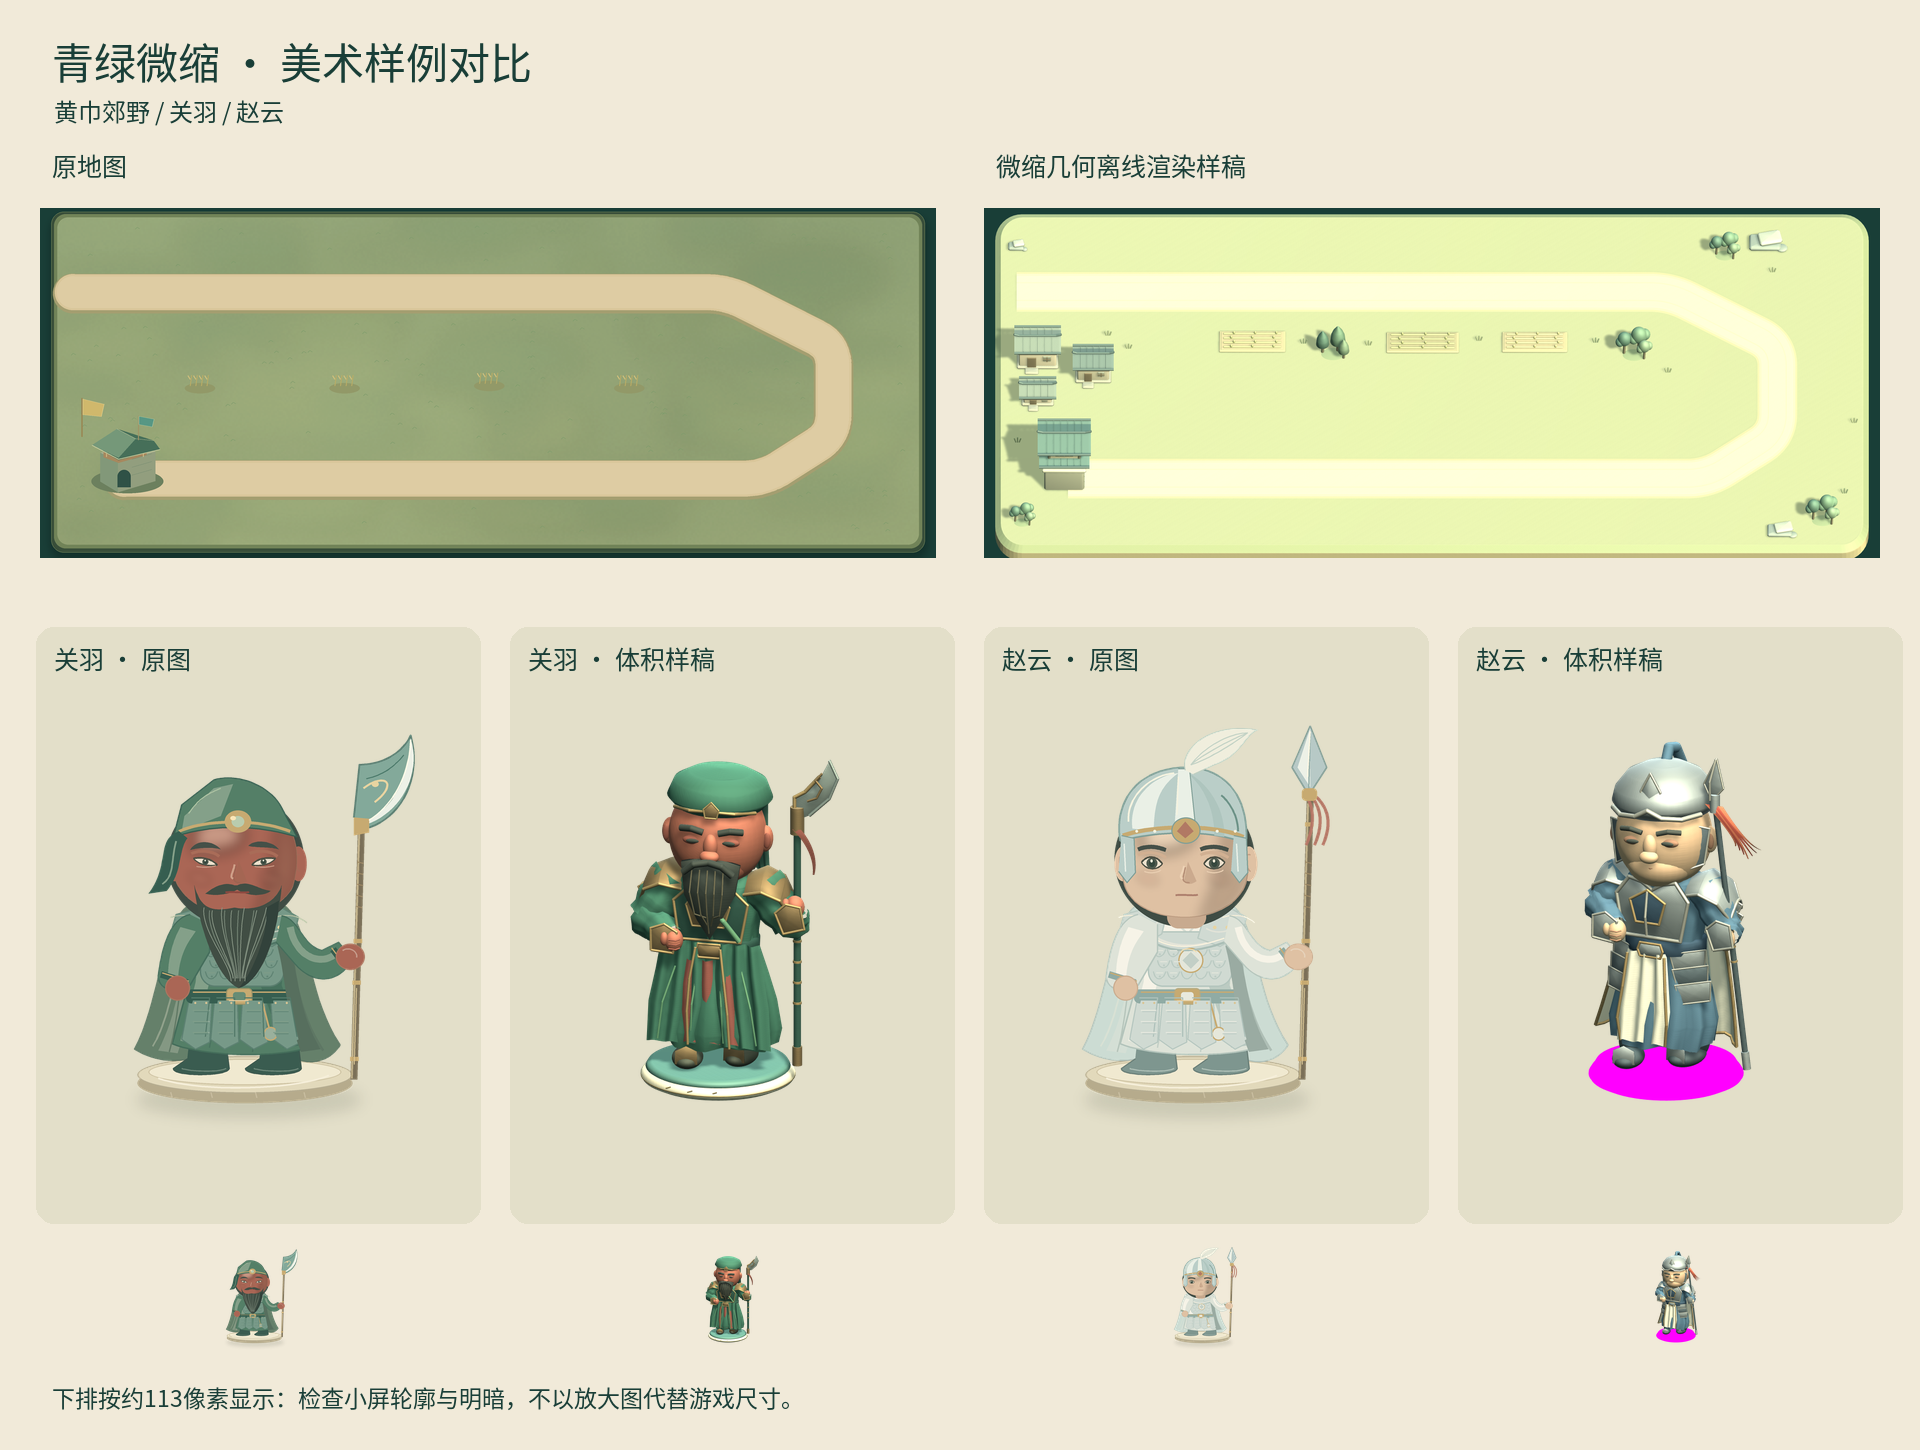 青绿微缩 · 美术样例对比
黄巾郊野 / 关羽 / 赵云
原地图
微缩几何离线渲染样稿
关羽 · 原图
关羽 · 体积样稿
赵云 · 原图
赵云 · 体积样稿
下排按约113像素显示：检查小屏轮廓与明暗，不以放大图代替游戏尺寸。